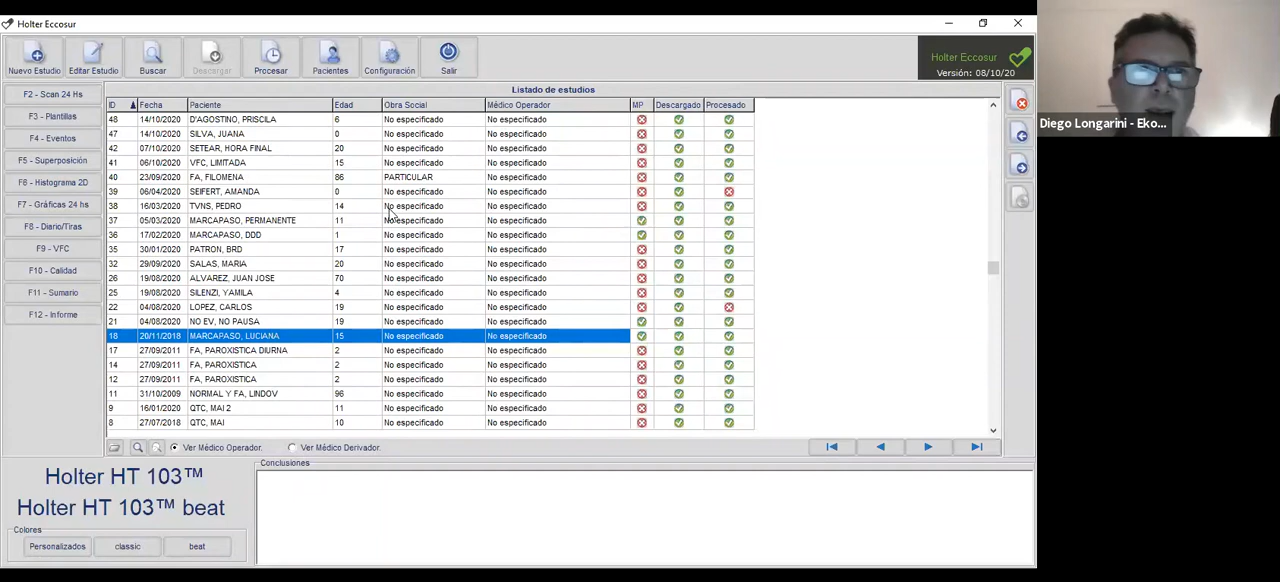 Holter Eccosur
Nuevo Estudio Editar Estudio Buscar Descargar Procesar Pacientes Configuración Salir
Holter Eccosur
Versión: 08/10/20
F2 - Scan 24 Hs
F3 - Plantillas
F4 - Eventos
F5 - Superposición
F6 - Histograma 2D
F7 - Gráficas 24 hs
F8 - Diario/Tiras
F9 - VFC
F10 - Calidad
F11 - Sumario
F12 - Informe
Listado de estudios
ID Fecha Paciente Edad Obra Social Médico Operador MP Descargado Procesado
48 14/10/2020 D'AGOSTINO, PRISCILA 6 No especificado No especificado
47 14/10/2020 SILVA, JUANA 0 No especificado No especificado
42 07/10/2020 SETEAR, HORA FINAL 20 No especificado No especificado
41 06/10/2020 VFC, LIMITADA 15 No especificado No especificado
40 23/09/2020 FA, FILOMENA 86 PARTICULAR No especificado
39 06/04/2020 SEIFERT, AMANDA 0 No especificado No especificado
38 16/03/2020 TVNS, PEDRO 14 No especificado No especificado
37 05/03/2020 MARCAPASO, PERMANENTE 11 No especificado No especificado
36 17/02/2020 MARCAPASO, DDD 1 No especificado No especificado
35 30/01/2020 PATRON, BRD 17 No especificado No especificado
32 29/09/2020 SALAS, MARIA 20 No especificado No especificado
26 19/08/2020 ALVAREZ, JUAN JOSE 70 No especificado No especificado
25 19/08/2020 SILENZI, YAMILA 4 No especificado No especificado
22 04/08/2020 LOPEZ, CARLOS 19 No especificado No especificado
21 04/08/2020 NO EV, NO PAUSA 19 No especificado No especificado
18 20/11/2018 MARCAPASO, LUCIANA 15 No especificado No especificado
17 27/09/2011 FA, PAROXISTICA DIURNA 2 No especificado No especificado
14 27/09/2011 FA, PAROXISTICA 2 No especificado No especificado
12 27/09/2011 FA, PAROXISTICA 2 No especificado No especificado
11 31/10/2009 NORMAL Y FA, LINDOV 96 No especificado No especificado
9 16/01/2020 QTC, MAI 2 11 No especificado No especificado
8 27/07/2018 QTC, MAI 10 No especificado No especificado
Ver Médico Operador. Ver Médico Derivador.
Holter HT 103™
Holter HT 103™ beat
Colores
Personalizados classic beat
Conclusiones
Diego Longarini - Eko...